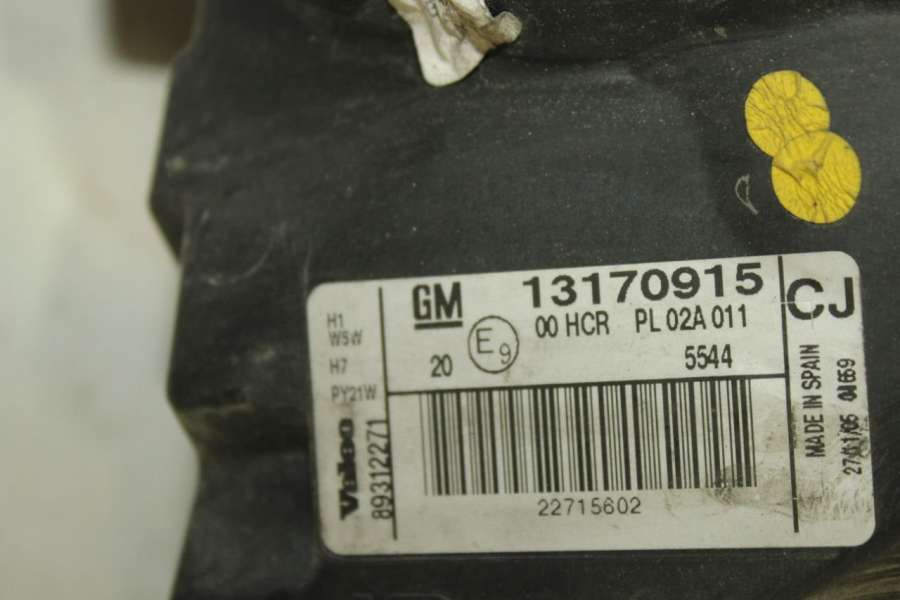 GM 13170915
00 HCR PL 02A 011
20 E9 5544
22715602
H1
W5W
H7
PY21W
Valeo
89312271
CJ
MADE IN SPAIN
27/01/05